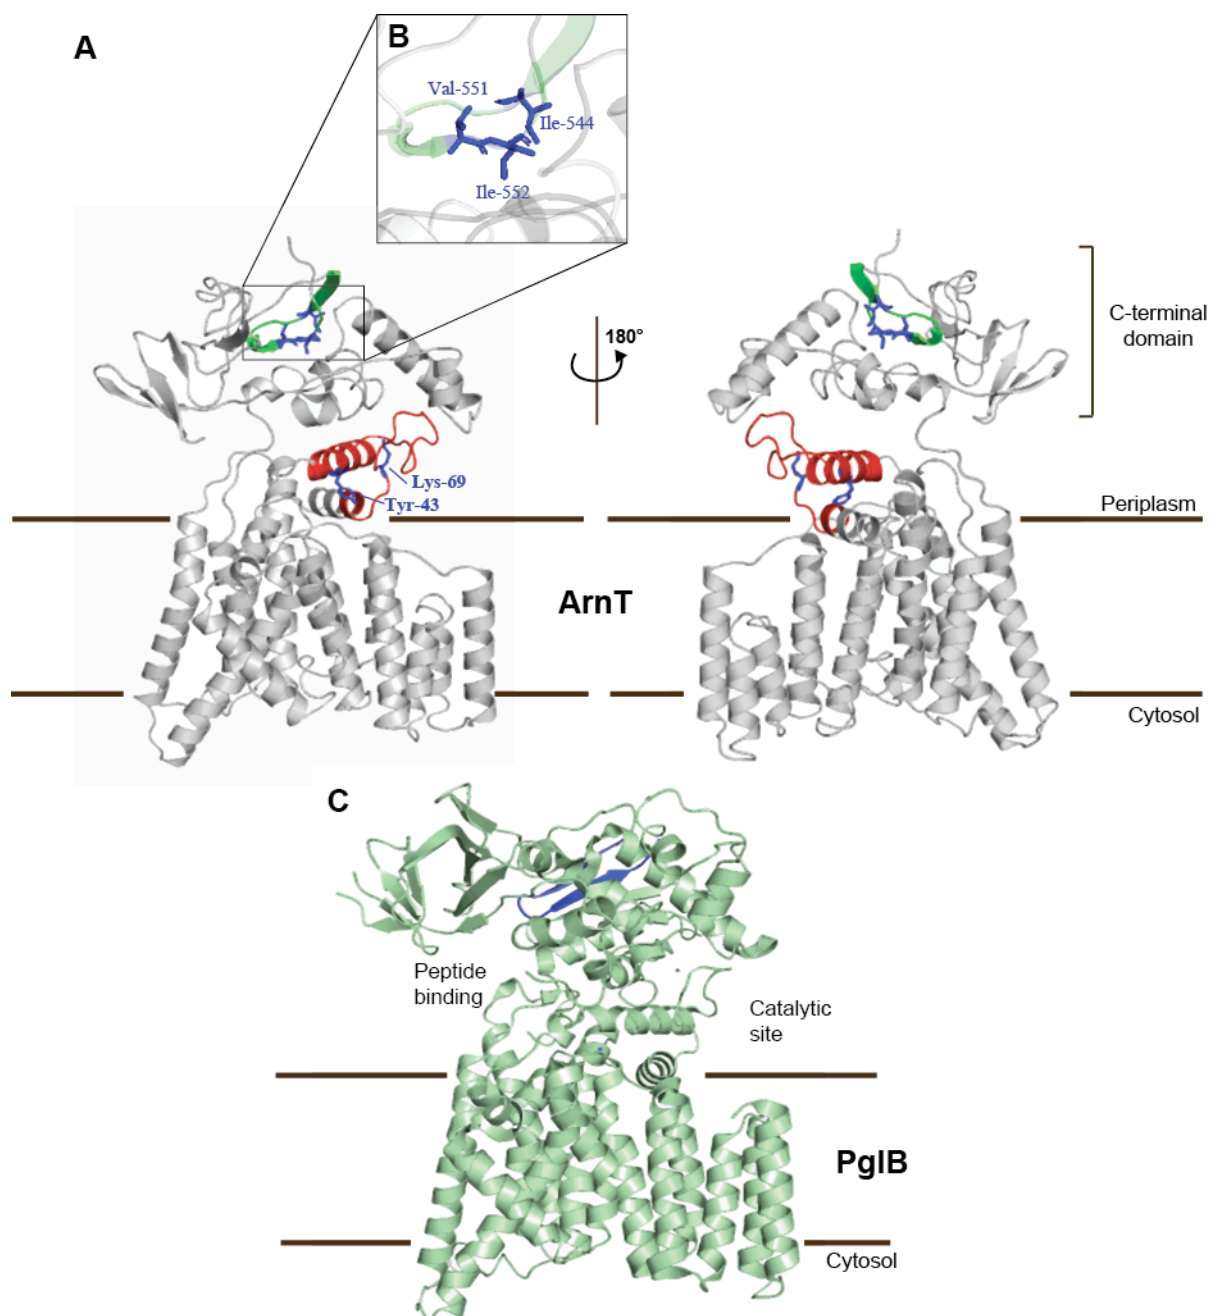 A
B
Val-551
Ile-544
Ile-552
180°
C-terminal
domain
Lys-69
Tyr-43
Periplasm
ArnT
Cytosol
C
Peptide
binding
Catalytic
site
PglB
Cytosol